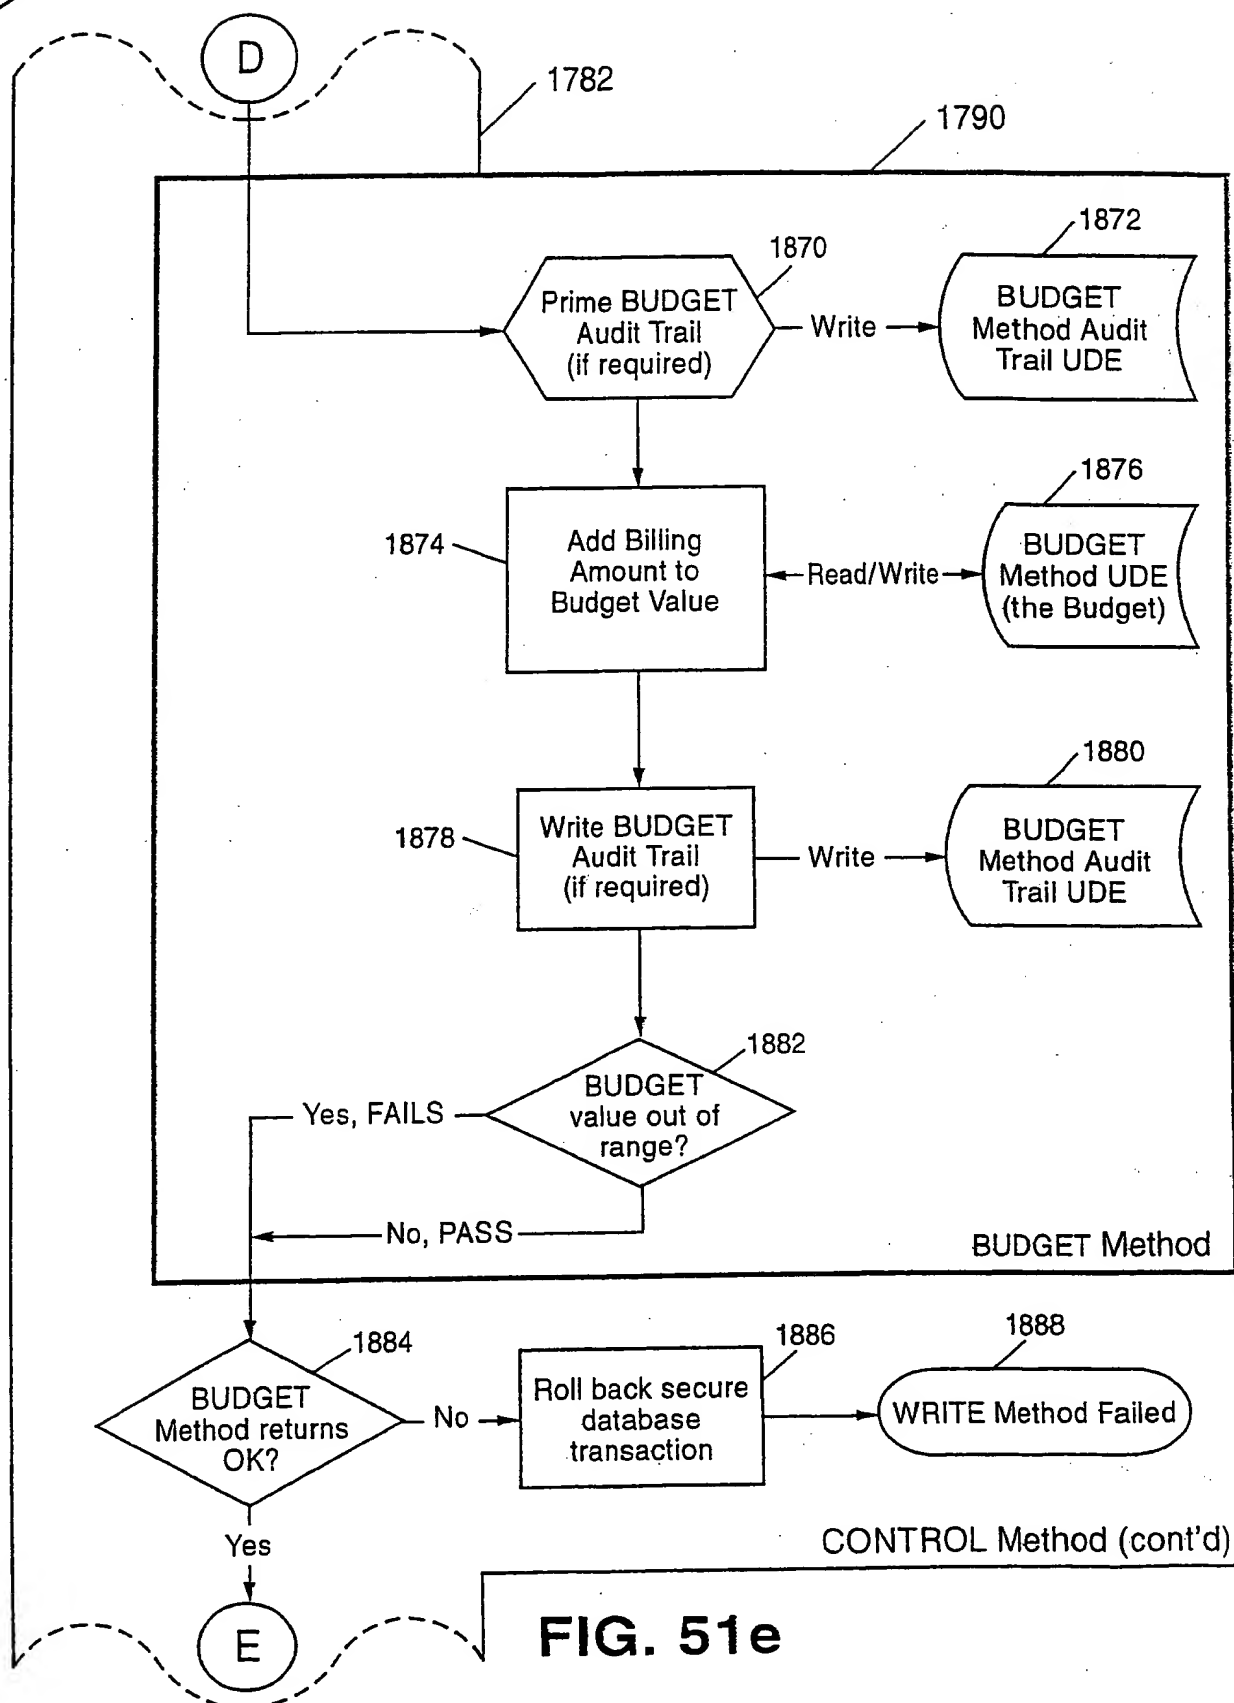 D
1782
1790
1872
1870
Prime BUDGET
Audit Trail
(if required)
Write
BUDGET
Method Audit
Trail UDE
1876
1874
Add Billing
Amount to
Budget Value
Read/Write
BUDGET
Method UDE
(the Budget)
1880
1878
Write BUDGET
Audit Trail
(if required)
Write
BUDGET
Method Audit
Trail UDE
1882
BUDGET
value out of
range?
Yes, FAILS
No, PASS
BUDGET Method
1884
BUDGET
Method returns
OK?
No
1886
Roll back secure
database
transaction
1888
WRITE Method Failed
Yes
CONTROL Method (cont'd)
E
FIG. 51e